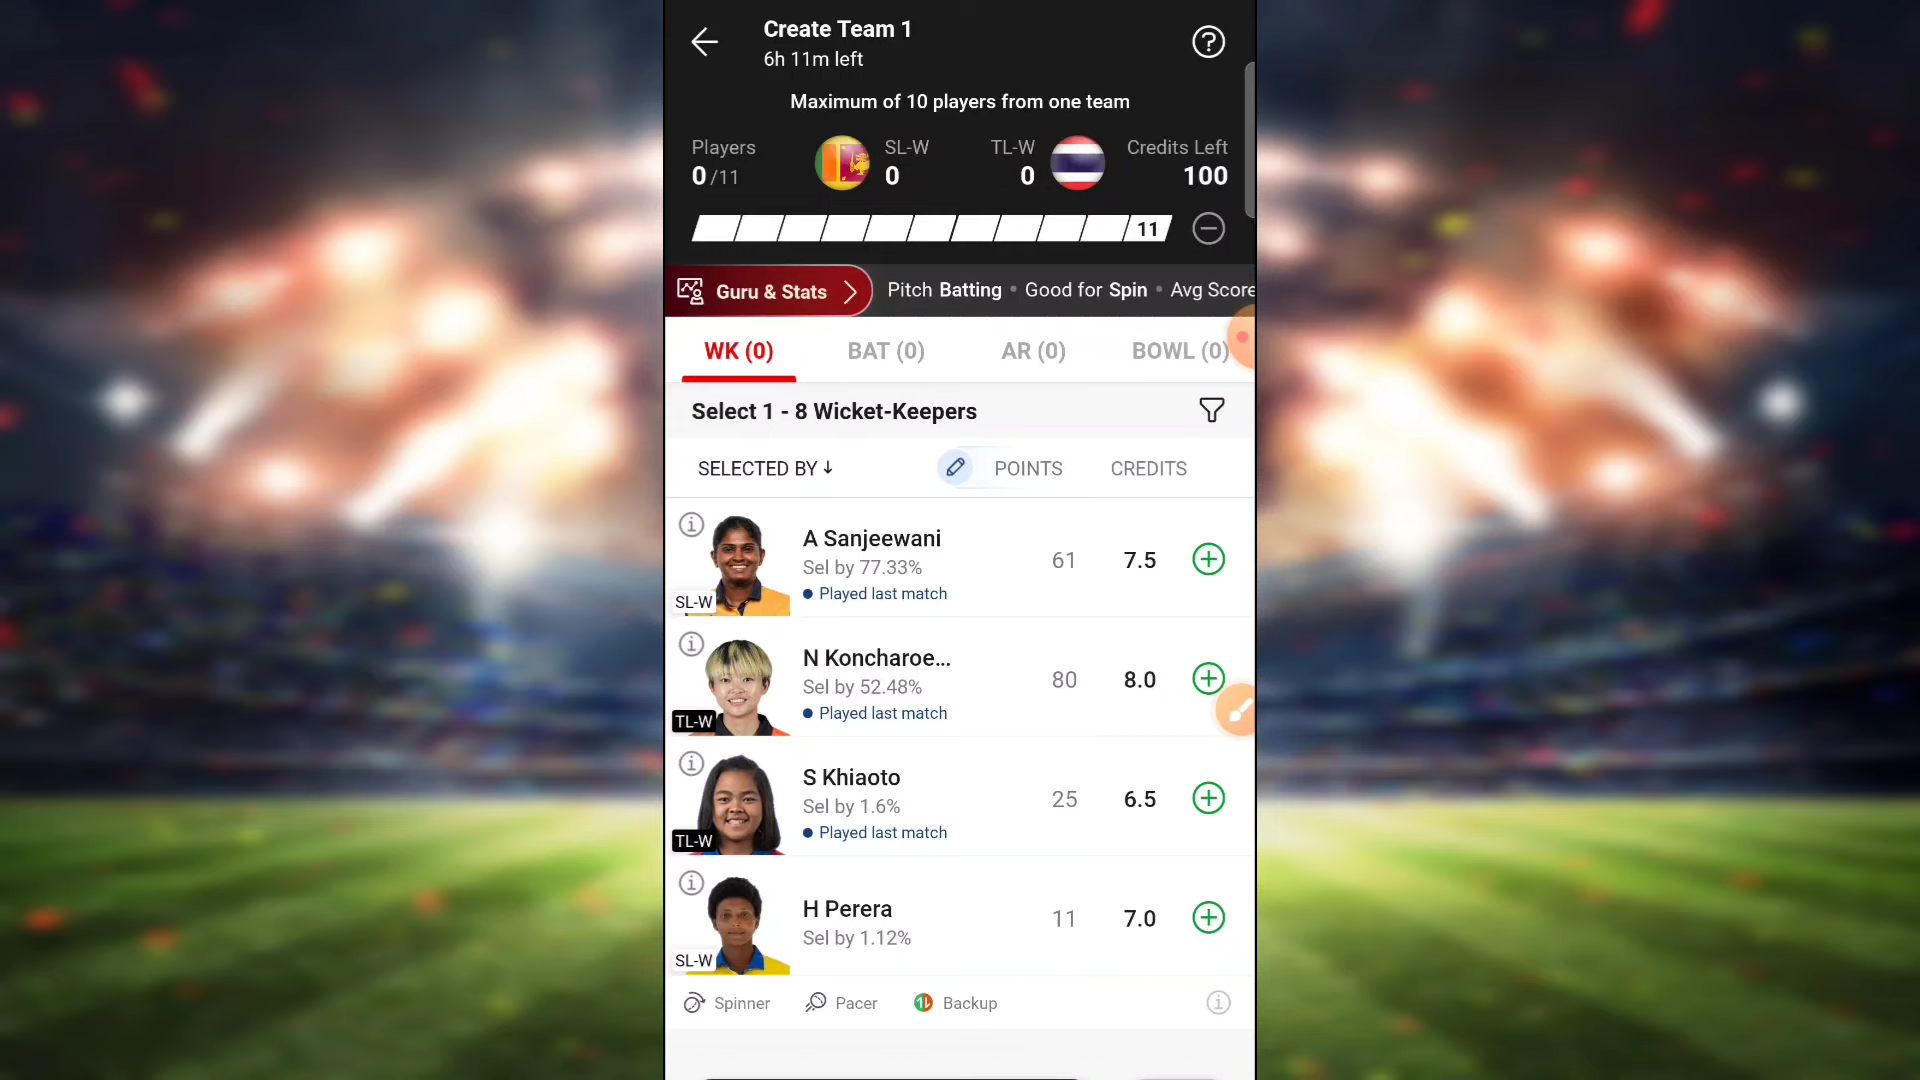 Create Team 1
6h 11m left
Maximum of 10 players from one team
Players
0/11
SL-W
0
TL-W
0
Credits Left
100
11
Guru & Stats
Pitch Batting • Good for Spin • Avg Score
WK (0)
BAT (0)
AR (0)
BOWL (0)
Select 1 - 8 Wicket-Keepers
SELECTED BY ↓
POINTS
CREDITS
A Sanjeewani
Sel by 77.33%
Played last match
SL-W
61
7.5
N Koncharoe...
Sel by 52.48%
Played last match
TL-W
80
8.0
S Khiaoto
Sel by 1.6%
Played last match
TL-W
25
6.5
H Perera
Sel by 1.12%
SL-W
11
7.0
Spinner
Pacer
Backup